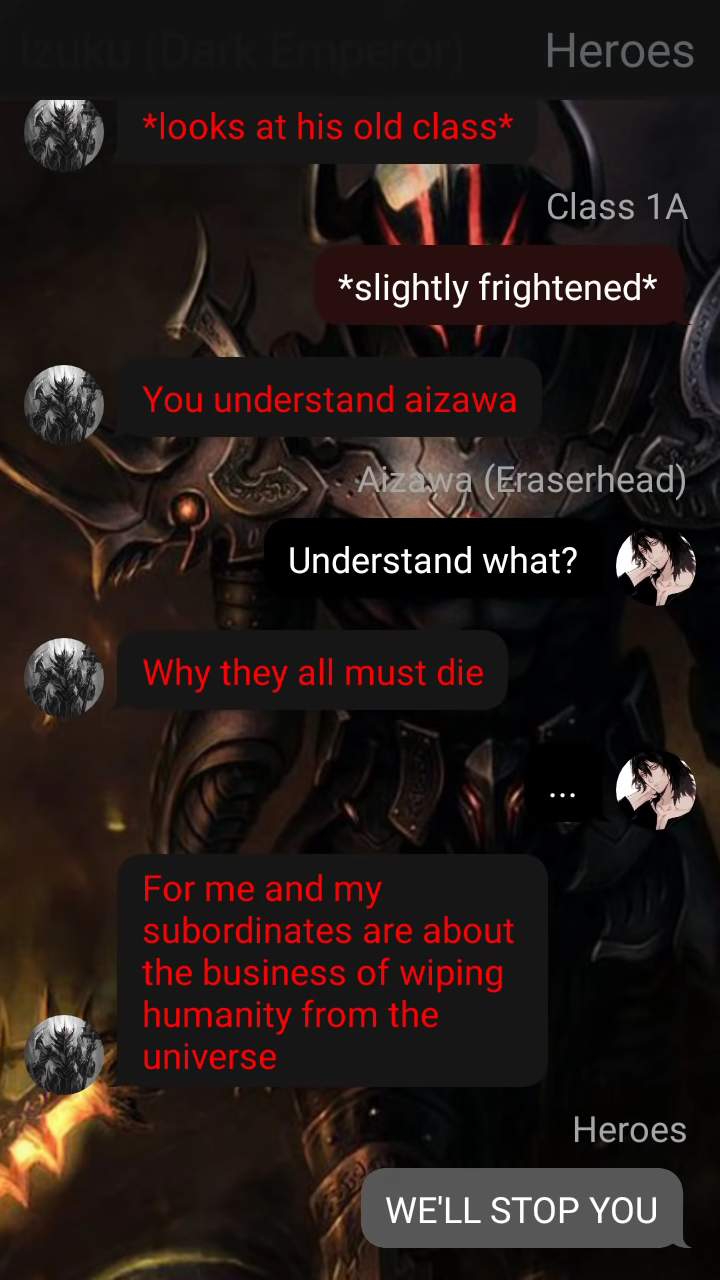 Izuku (Dark Emperor)
Heroes
*looks at his old class*
Class 1A
*slightly frightened*
You understand aizawa
Aizawa (Eraserhead)
Understand what?
Why they all must die
...
For me and my
subordinates are about
the business of wiping
humanity from the
universe
Heroes
WE'LL STOP YOU